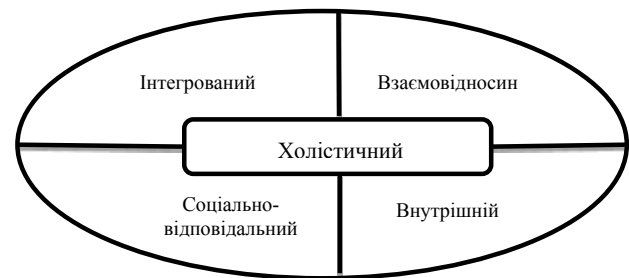 Інтегрований
Взаємовідносин
Холістичний
Соціально-
відповідальний
Внутрішній